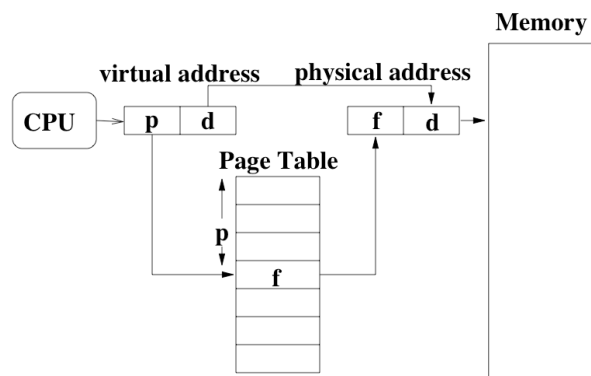 Memory
virtual address physical address
CPU p d f d
Page Table
p
f